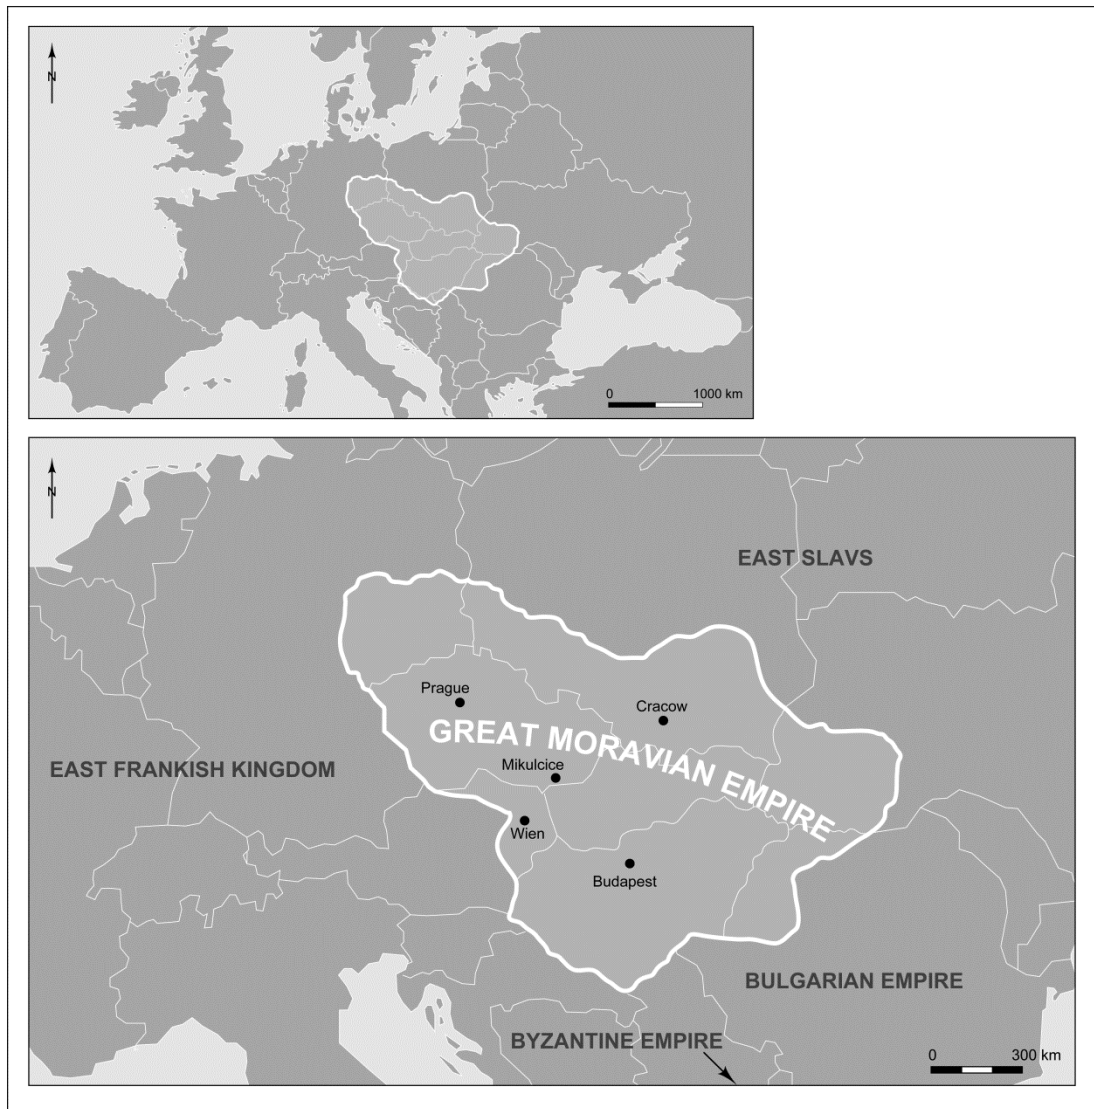 N
0 1000 km
N
EAST SLAVS
Prague
Cracow
GREAT MORAVIAN EMPIRE
Mikulcice
EAST FRANKISH KINGDOM
Wien
Budapest
BULGARIAN EMPIRE
BYZANTINE EMPIRE
0 300 km